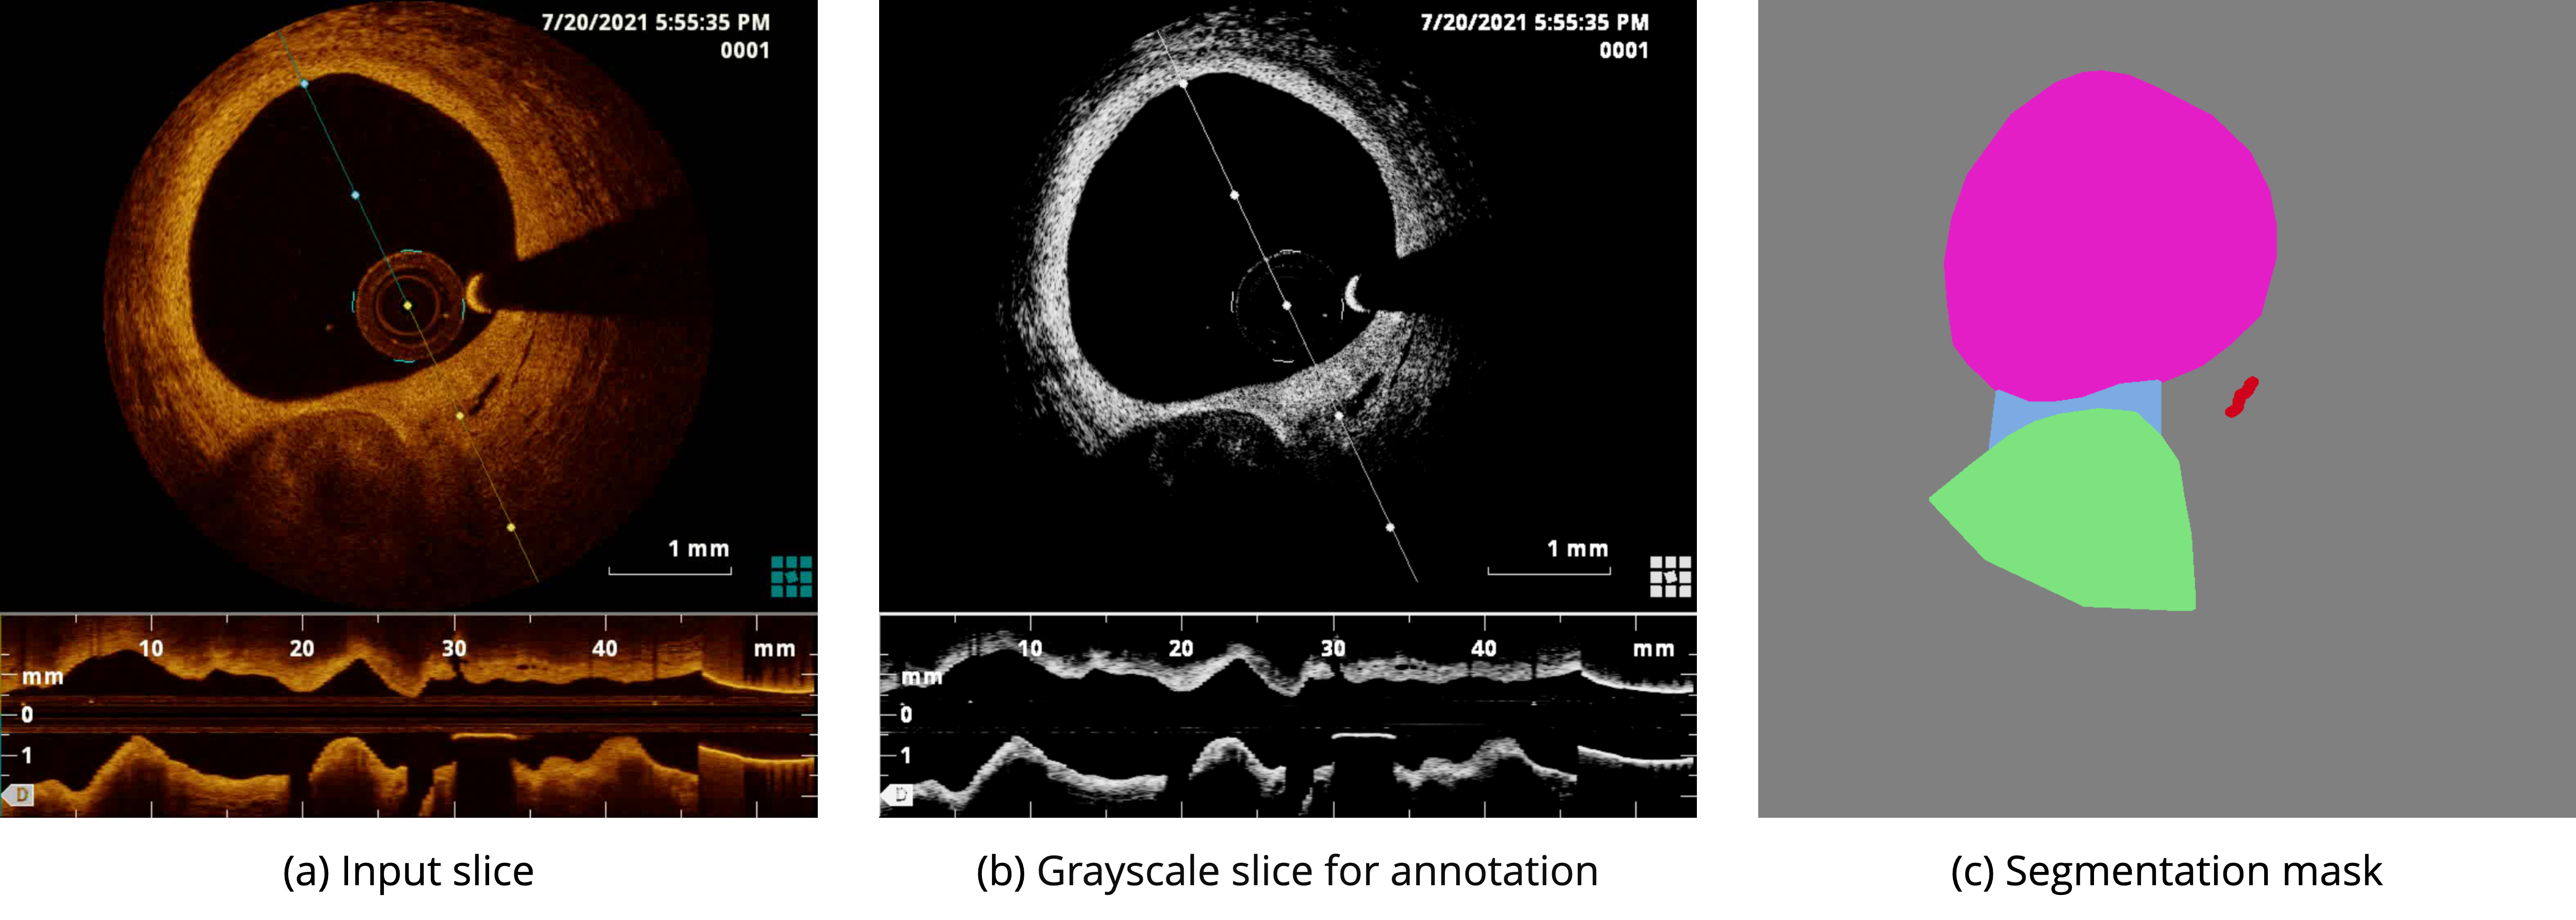 7/20/2021 5:55:35 PM
0001
1 mm
10 20 30 40 mm
mm
0
1
D
7/20/2021 5:55:35 PM
0001
1 mm
10 20 30 40 mm
mm
0
1
D
(a) Input slice
(b) Grayscale slice for annotation
(c) Segmentation mask